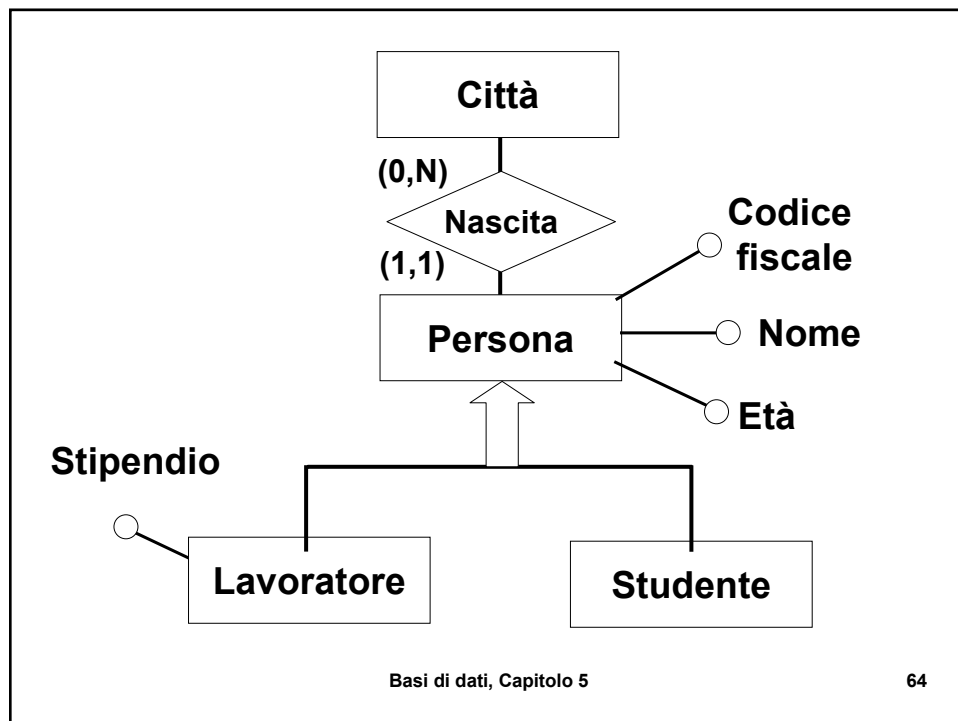 Città
(0,N)
Nascita
(1,1)
Codice
fiscale
Persona
Nome
Età
Stipendio
Lavoratore
Studente
Basi di dati, Capitolo 5
64